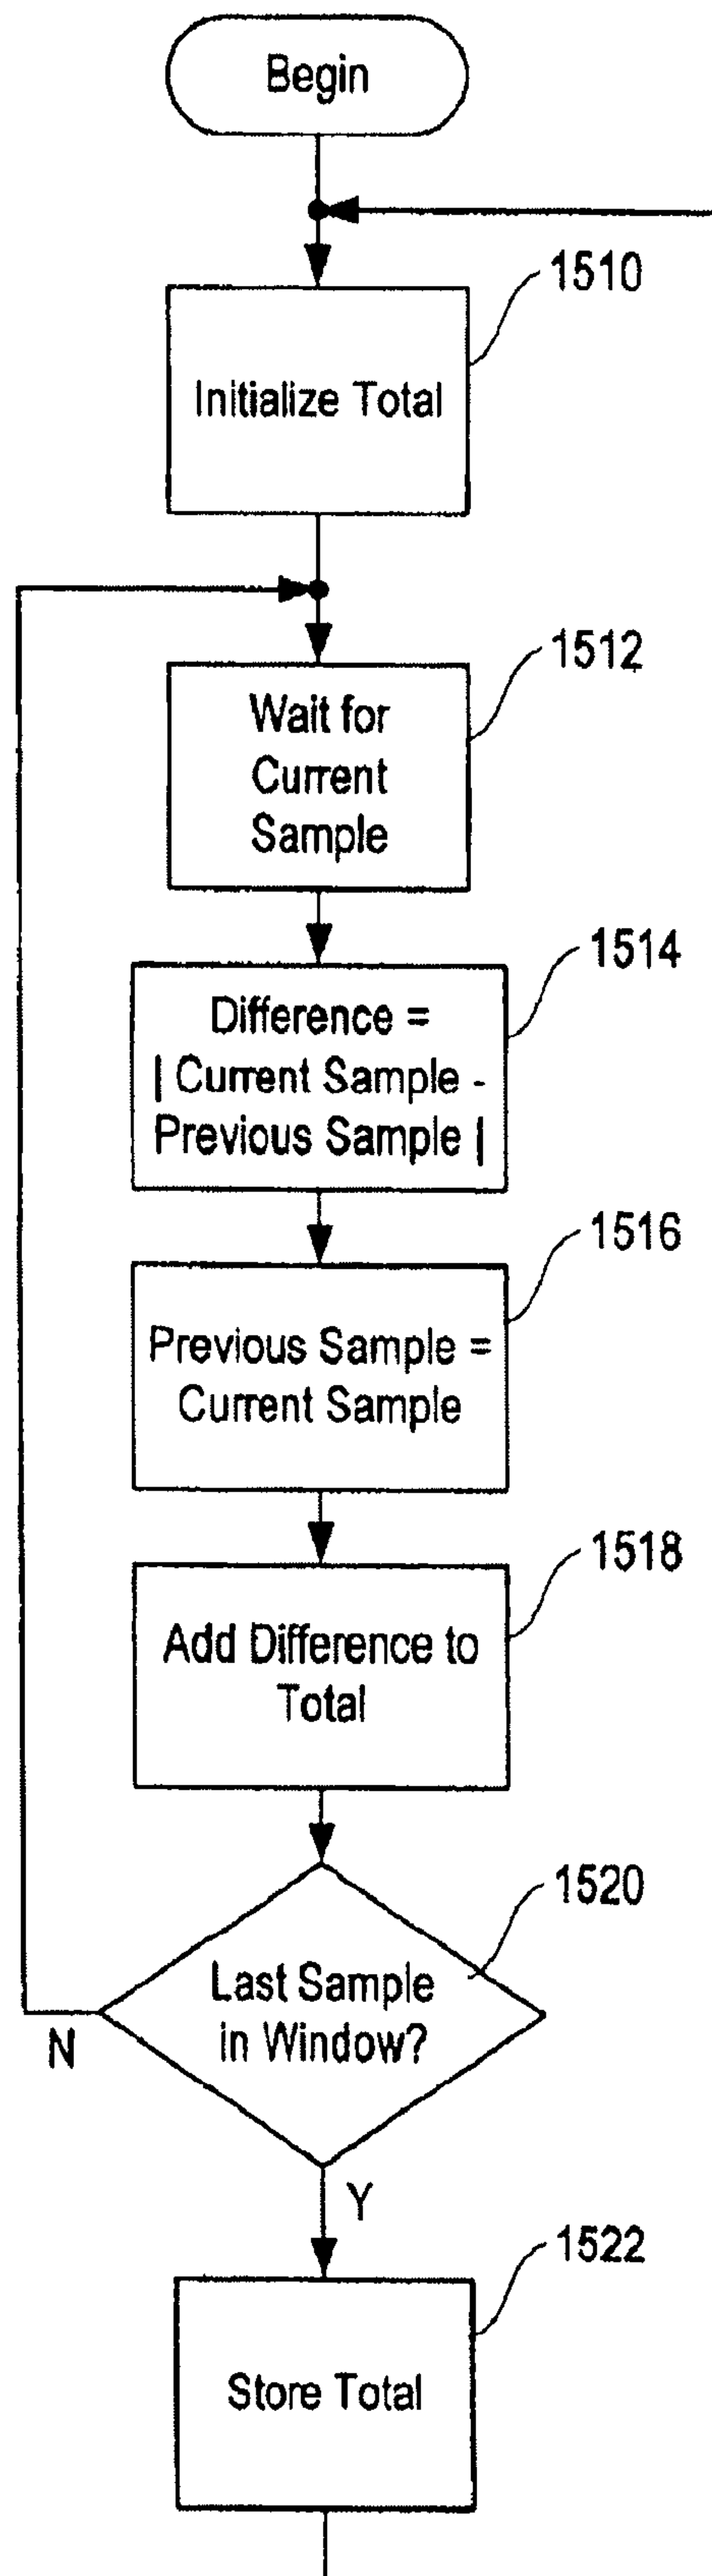 Begin
1510
Initialize Total
1512
Wait for
Current
Sample
1514
Difference =
| Current Sample -
Previous Sample |
1516
Previous Sample =
Current Sample
1518
Add Difference to
Total
1520
Last Sample
in Window?
N
Y
1522
Store Total